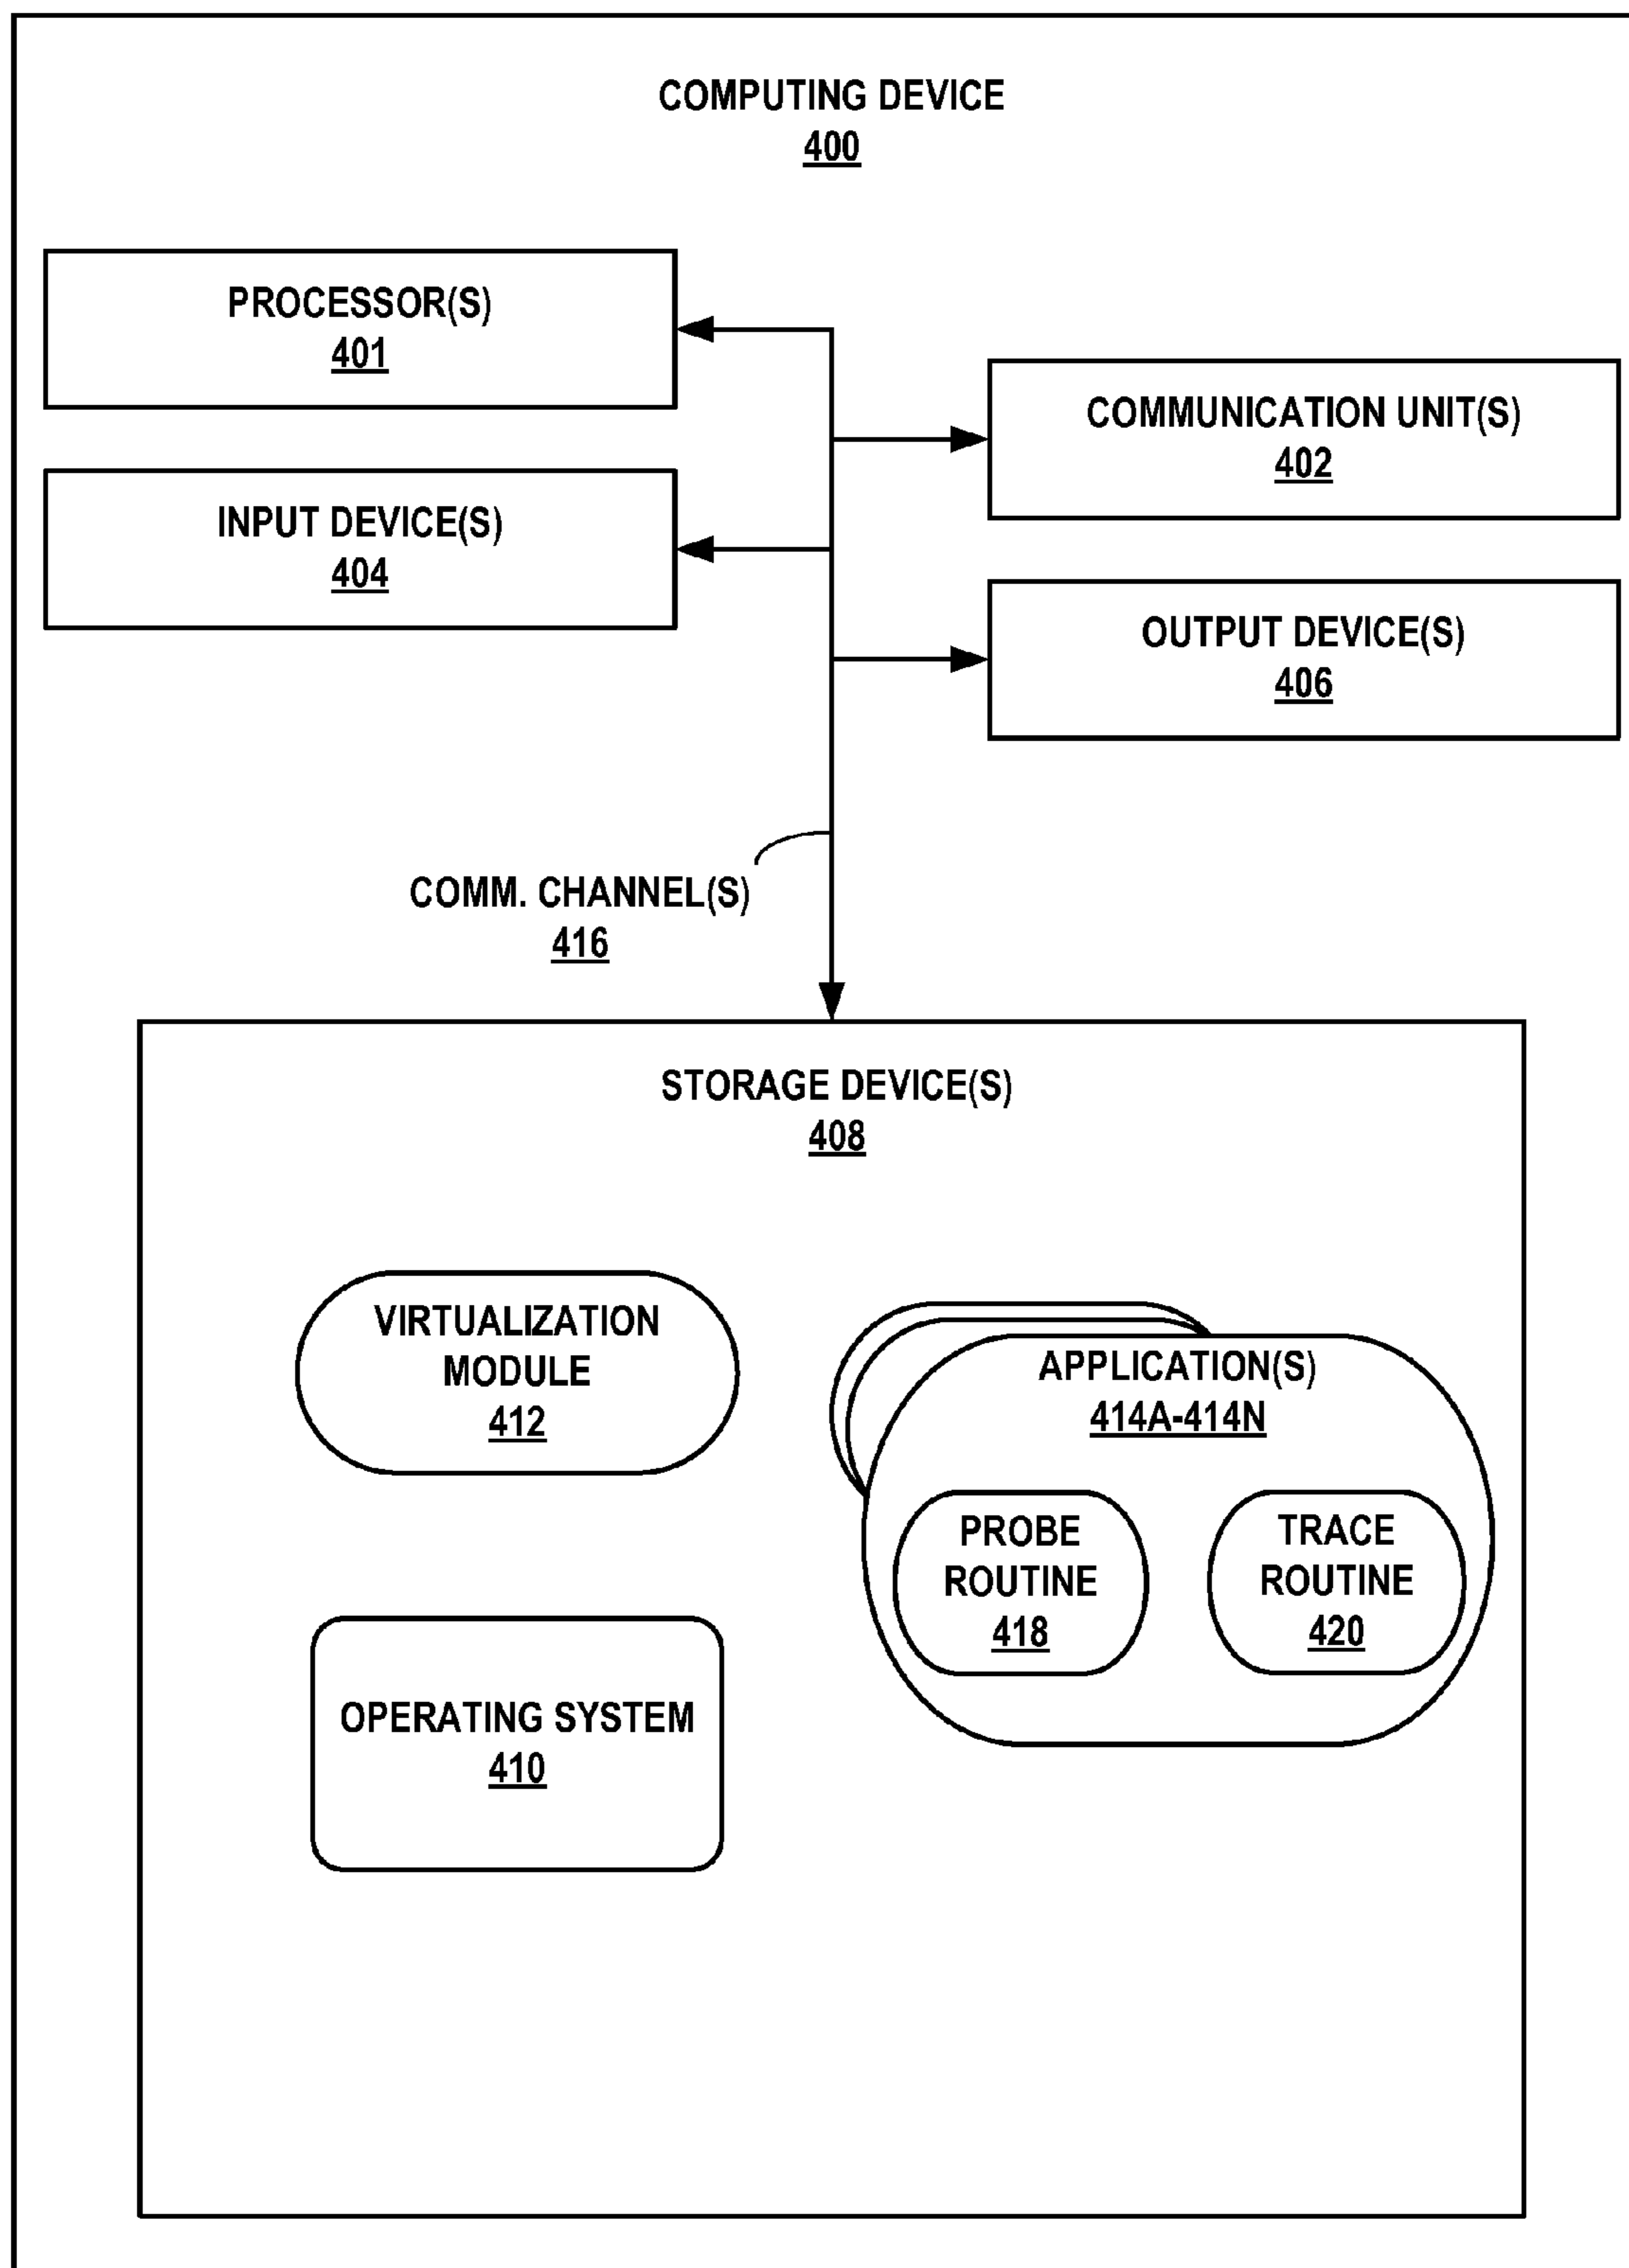 COMPUTING DEVICE
400
PROCESSOR(S)
401
COMMUNICATION UNIT(S)
402
INPUT DEVICE(S)
404
OUTPUT DEVICE(S)
406
COMM. CHANNEL(S)
416
STORAGE DEVICE(S)
408
VIRTUALIZATION
MODULE
412
APPLICATION(S)
414A-414N
PROBE
ROUTINE
418
TRACE
ROUTINE
420
OPERATING SYSTEM
410